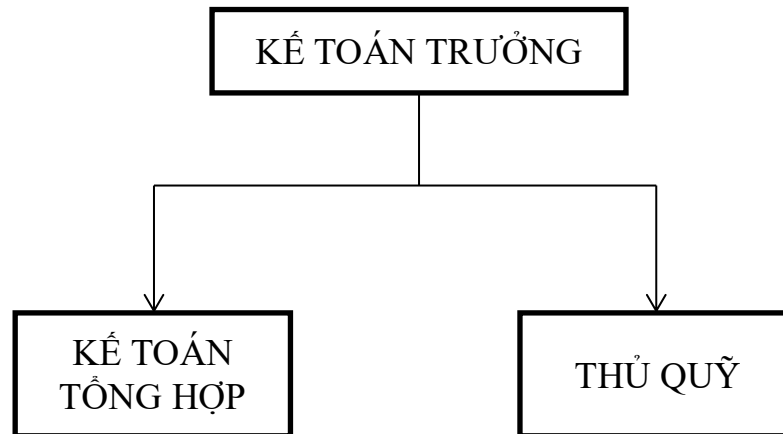 KẾ TOÁN TRƯỞNG
KẾ TOÁN
TỔNG HỢP
THỦ QUỸ